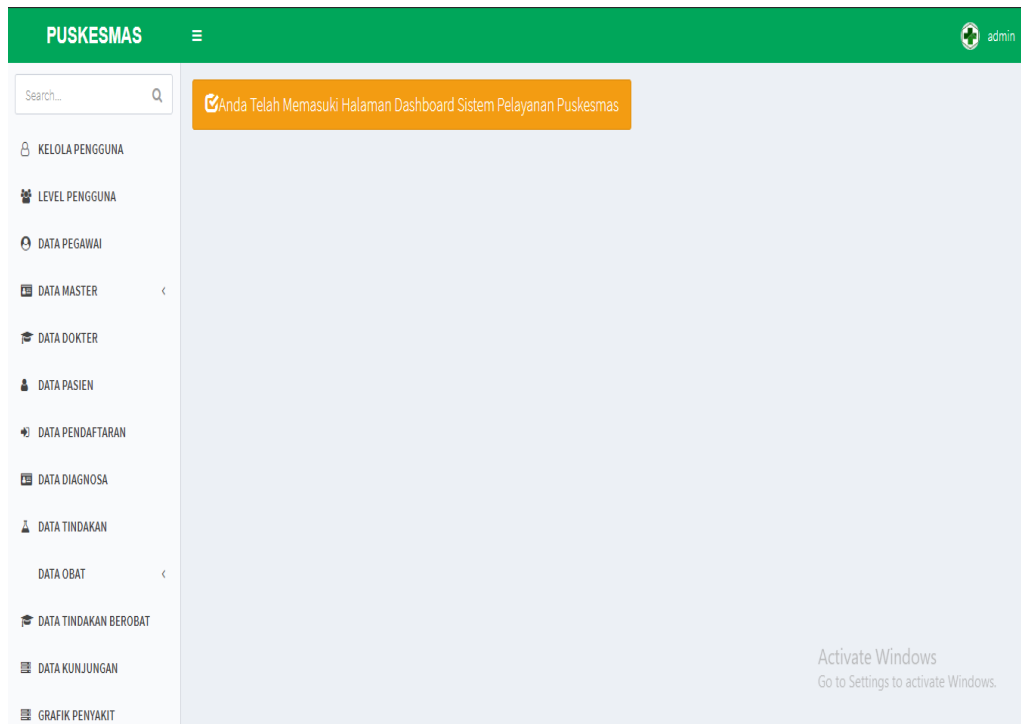 PUSKESMAS
admin
Search...
Anda Telah Memasuki Halaman Dashboard Sistem Pelayanan Puskesmas
KELOLA PENGGUNA
LEVEL PENGGUNA
DATA PEGAWAI
DATA MASTER
DATA DOKTER
DATA PASIEN
DATA PENDAFTARAN
DATA DIAGNOSA
DATA TINDAKAN
DATA OBAT
DATA TINDAKAN BEROBAT
DATA KUNJUNGAN
GRAFIK PENYAKIT
Activate Windows
Go to Settings to activate Windows.